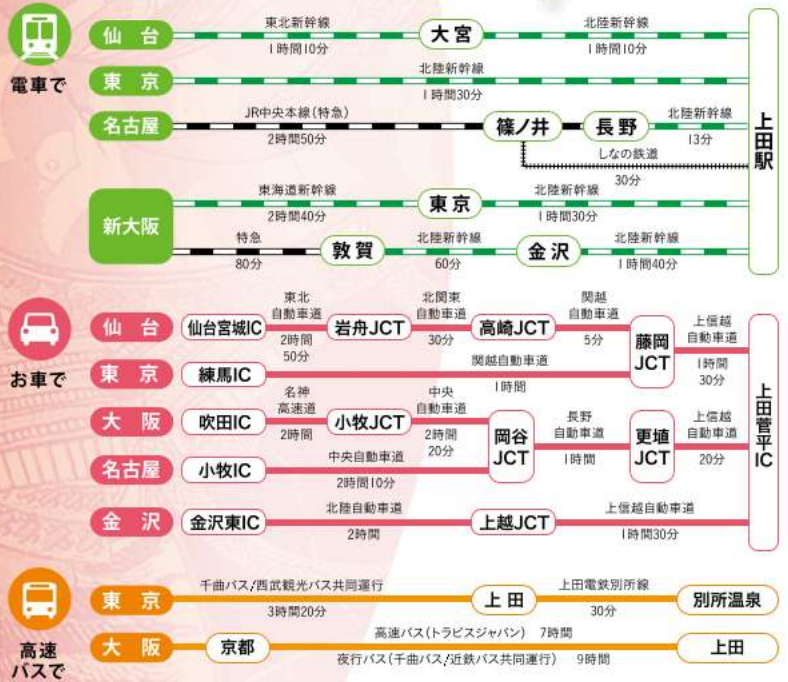 電車で
仙台
東北新幹線
1時間10分
大宮
北陸新幹線
1時間10分
東京
北陸新幹線
1時間30分
名古屋
JR中央本線(特急)
2時間50分
篠ノ井
長野
北陸新幹線
13分
しなの鉄道
30分
新大阪
東海道新幹線
2時間40分
東京
北陸新幹線
1時間30分
特急
80分
敦賀
北陸新幹線
60分
金沢
北陸新幹線
1時間40分
上田駅
お車で
仙台
仙台宮城IC
東北
自動車道
2時間
50分
岩舟JCT
北関東
自動車道
30分
高崎JCT
関越
自動車道
5分
藤岡
JCT
上信越
自動車道
1時間
30分
東京
練馬IC
関越自動車道
1時間
大阪
吹田IC
名神
高速道
2時間
小牧JCT
中央
自動車道
2時間
20分
岡谷
JCT
長野
自動車道
1時間
更埴
JCT
上信越
自動車道
20分
名古屋
小牧IC
中央自動車道
2時間10分
金沢
金沢東IC
北陸自動車道
2時間
上越JCT
上信越自動車道
1時間30分
上田菅平IC
高速
バスで
東京
千曲バス/西武観光バス共同運行
3時間20分
上田
上田電鉄別所線
30分
別所温泉
大阪
京都
高速バス(トラビスジャパン) 7時間
夜行バス(千曲バス/近鉄バス共同運行) 9時間
上田